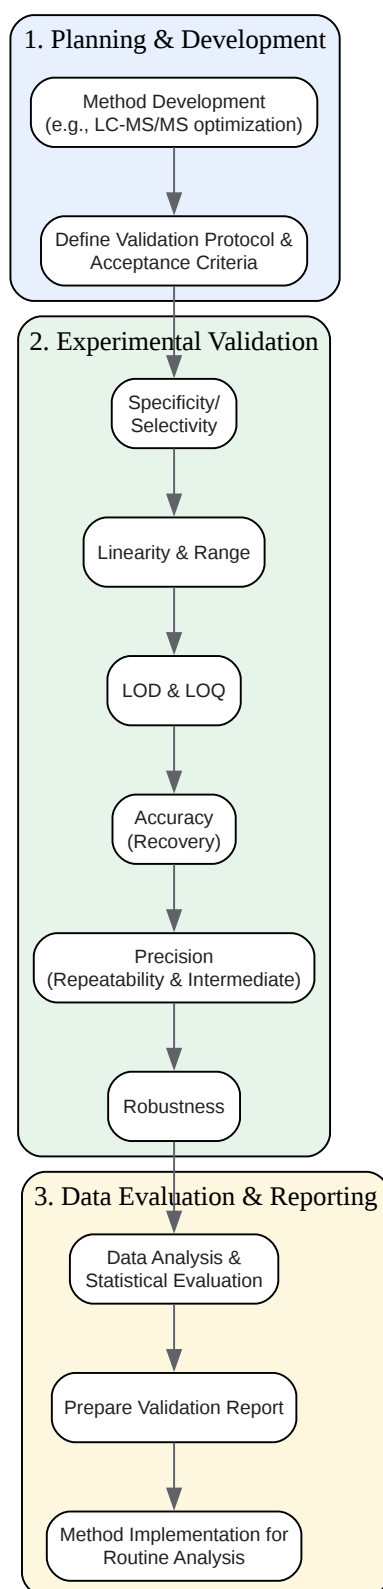 1. Planning & Development
Method Development
(e.g., LC-MS/MS optimization)
Define Validation Protocol &
Acceptance Criteria
2. Experimental Validation
Specificity/
Selectivity
Linearity & Range
LOD & LOQ
Accuracy
(Recovery)
Precision
(Repeatability & Intermediate)
Robustness
3. Data Evaluation & Reporting
Data Analysis &
Statistical Evaluation
Prepare Validation Report
Method Implementation for
Routine Analysis